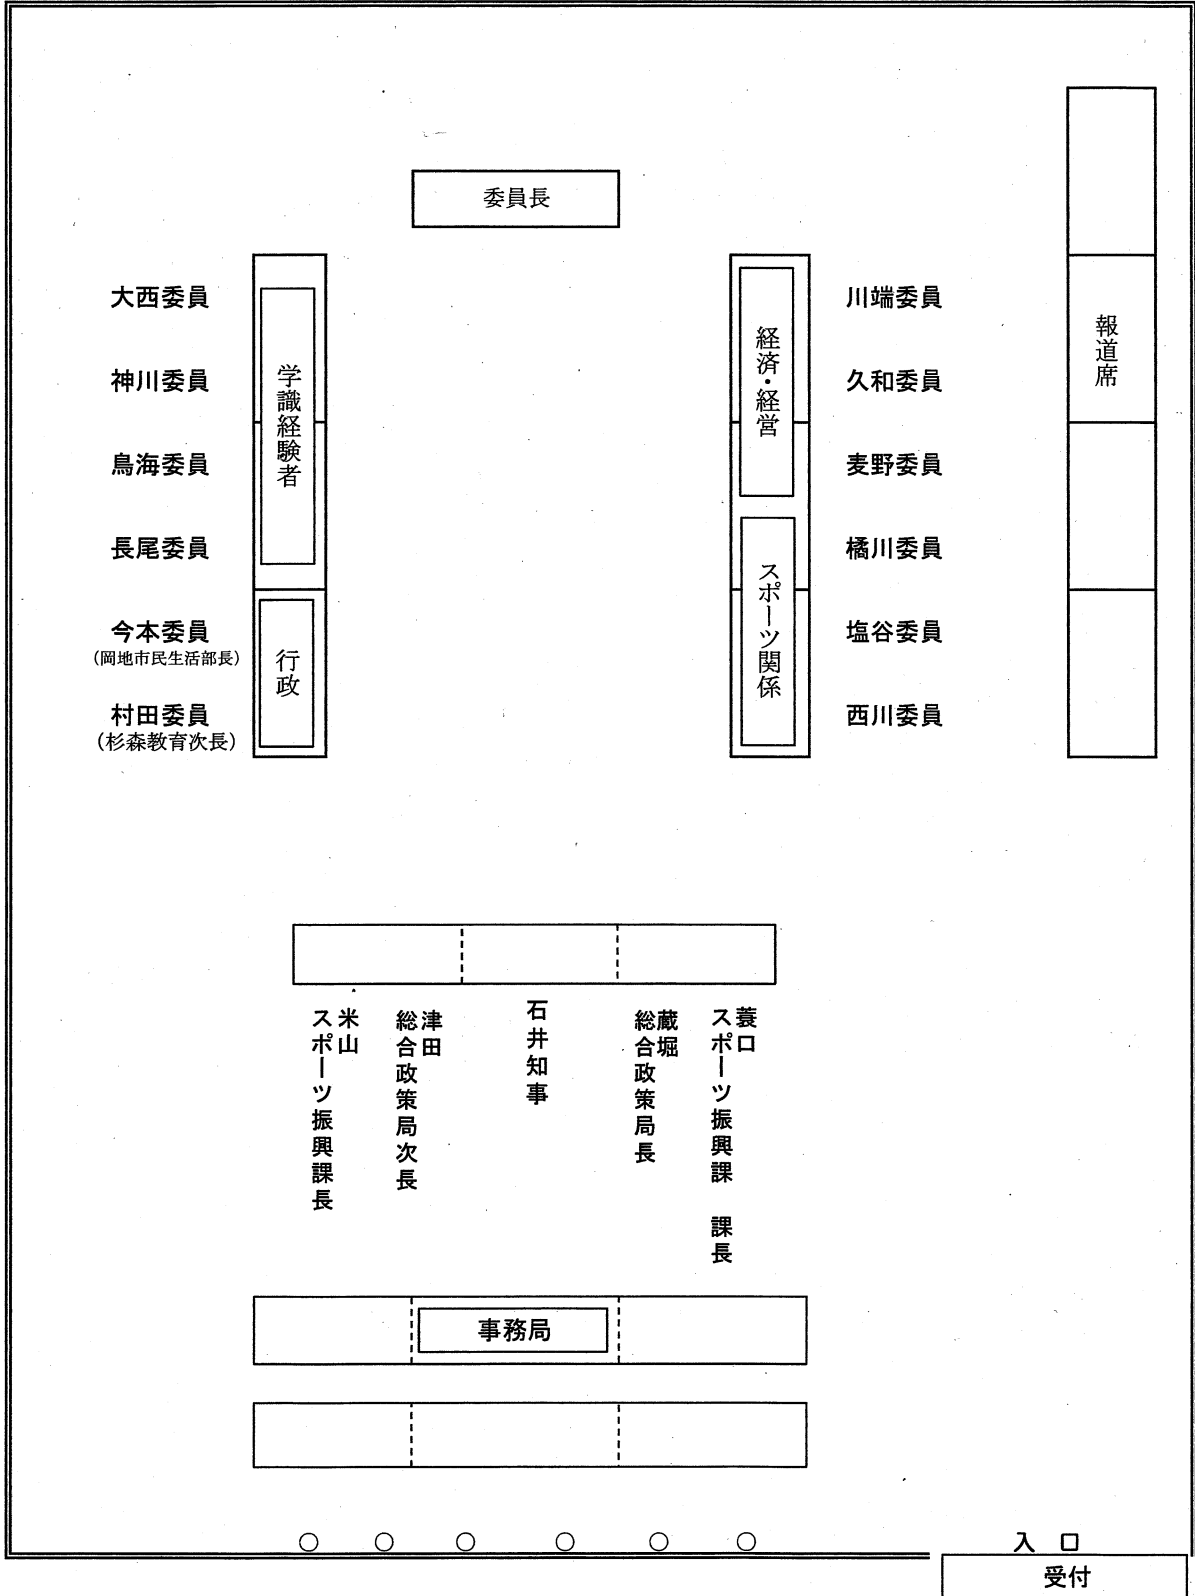 委員長
大西委員
神川委員
鳥海委員
長尾委員
今本委員
(岡地市民生活部長)
村田委員
(杉森教育次長)
学識経験者
行政
経済・経営
スポーツ関係
川端委員
久和委員
麦野委員
橘川委員
塩谷委員
西川委員
報道席
米山
スポーツ振興課長
津田
総合政策局次長
石井知事
蔵堀
総合政策局長
蓑口
スポーツ振興課 課長
事務局
入口
受付